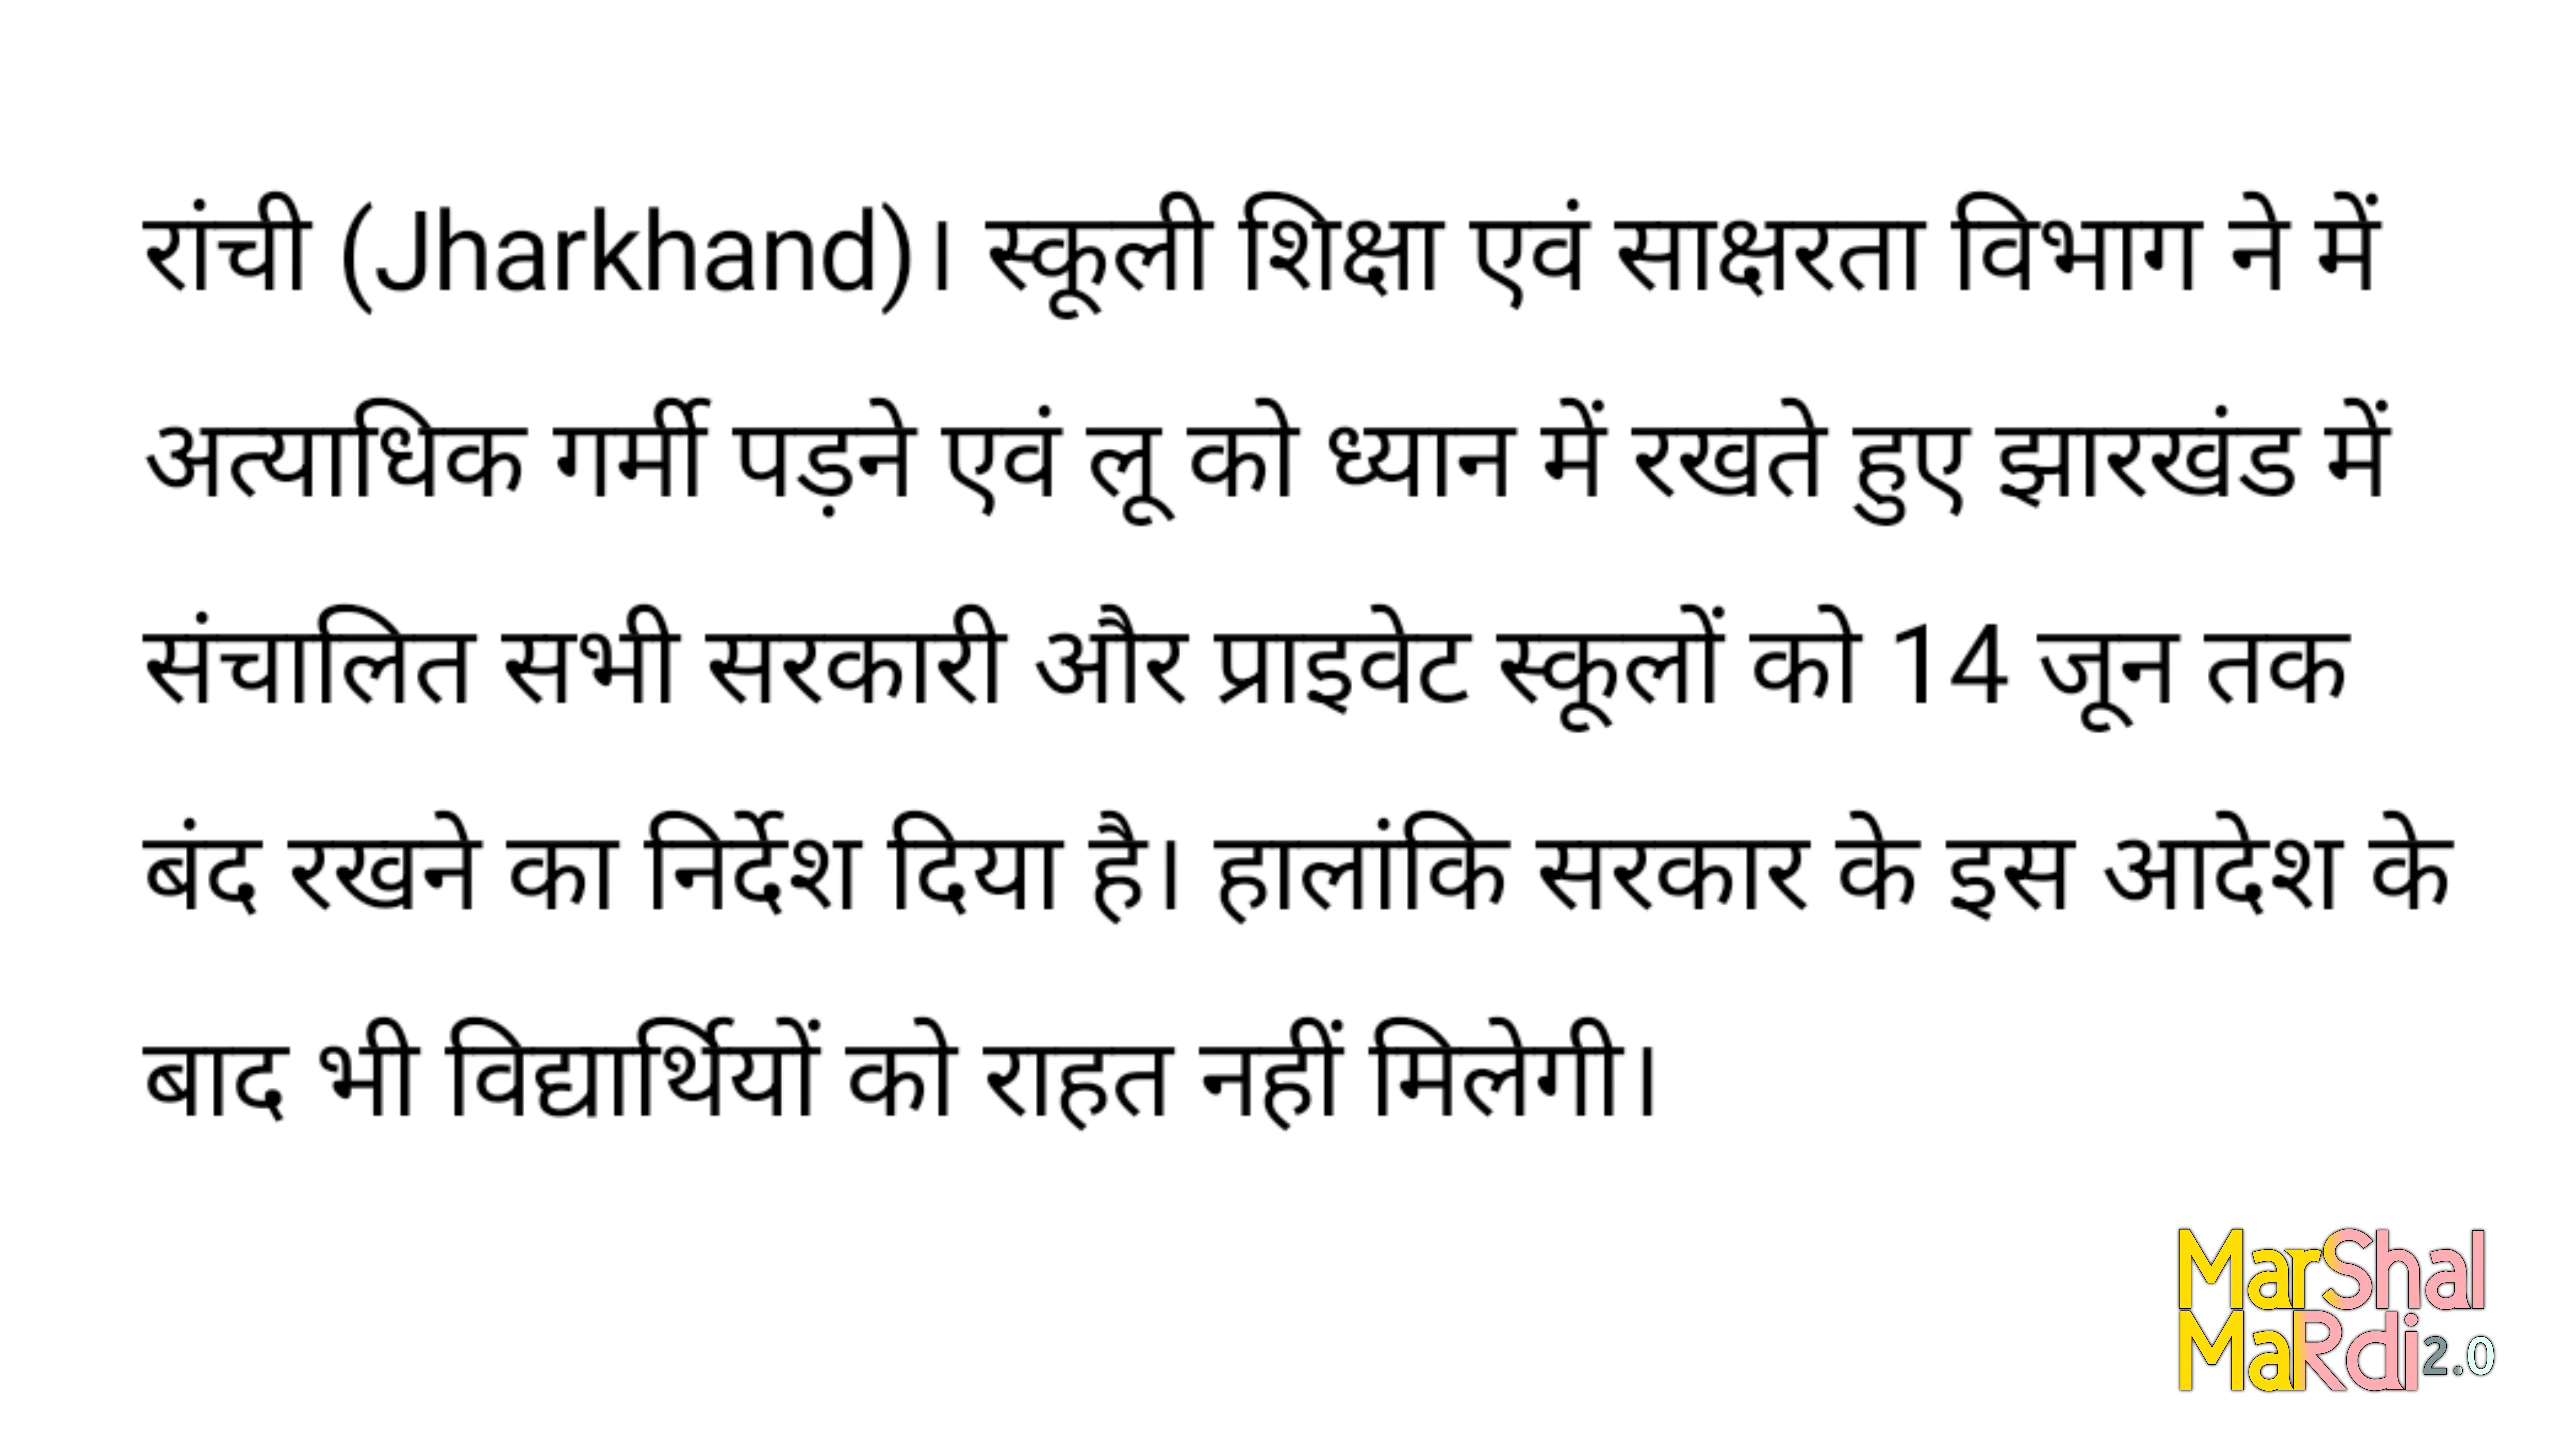 रांची (Jharkhand)। स्कूली शिक्षा एवं साक्षरता विभाग ने में
अत्याधिक गर्मी पड़ने एवं लू को ध्यान में रखते हुए झारखंड में
संचालित सभी सरकारी और प्राइवेट स्कूलों को 14 जून तक
बंद रखने का निर्देश दिया है। हालांकि सरकार के इस आदेश के
बाद भी विद्यार्थियों को राहत नहीं मिलेगी।
MarShal
MaRdi2.0